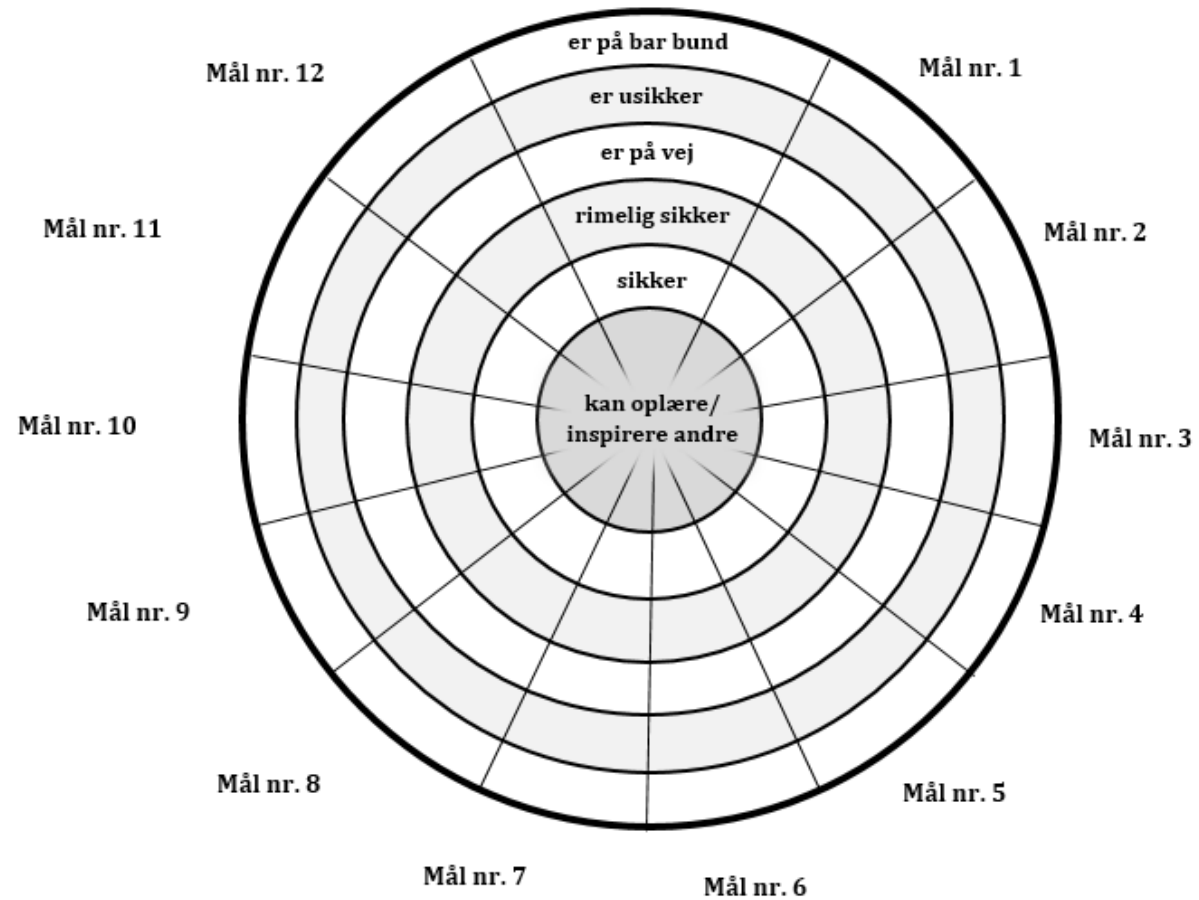 er på bar bund
er usikker
er på vej
rimelig sikker
sikker
kan oplære/
inspirere andre
Mål nr. 1
Mål nr. 2
Mål nr. 3
Mål nr. 4
Mål nr. 5
Mål nr. 6
Mål nr. 7
Mål nr. 8
Mål nr. 9
Mål nr. 10
Mål nr. 11
Mål nr. 12